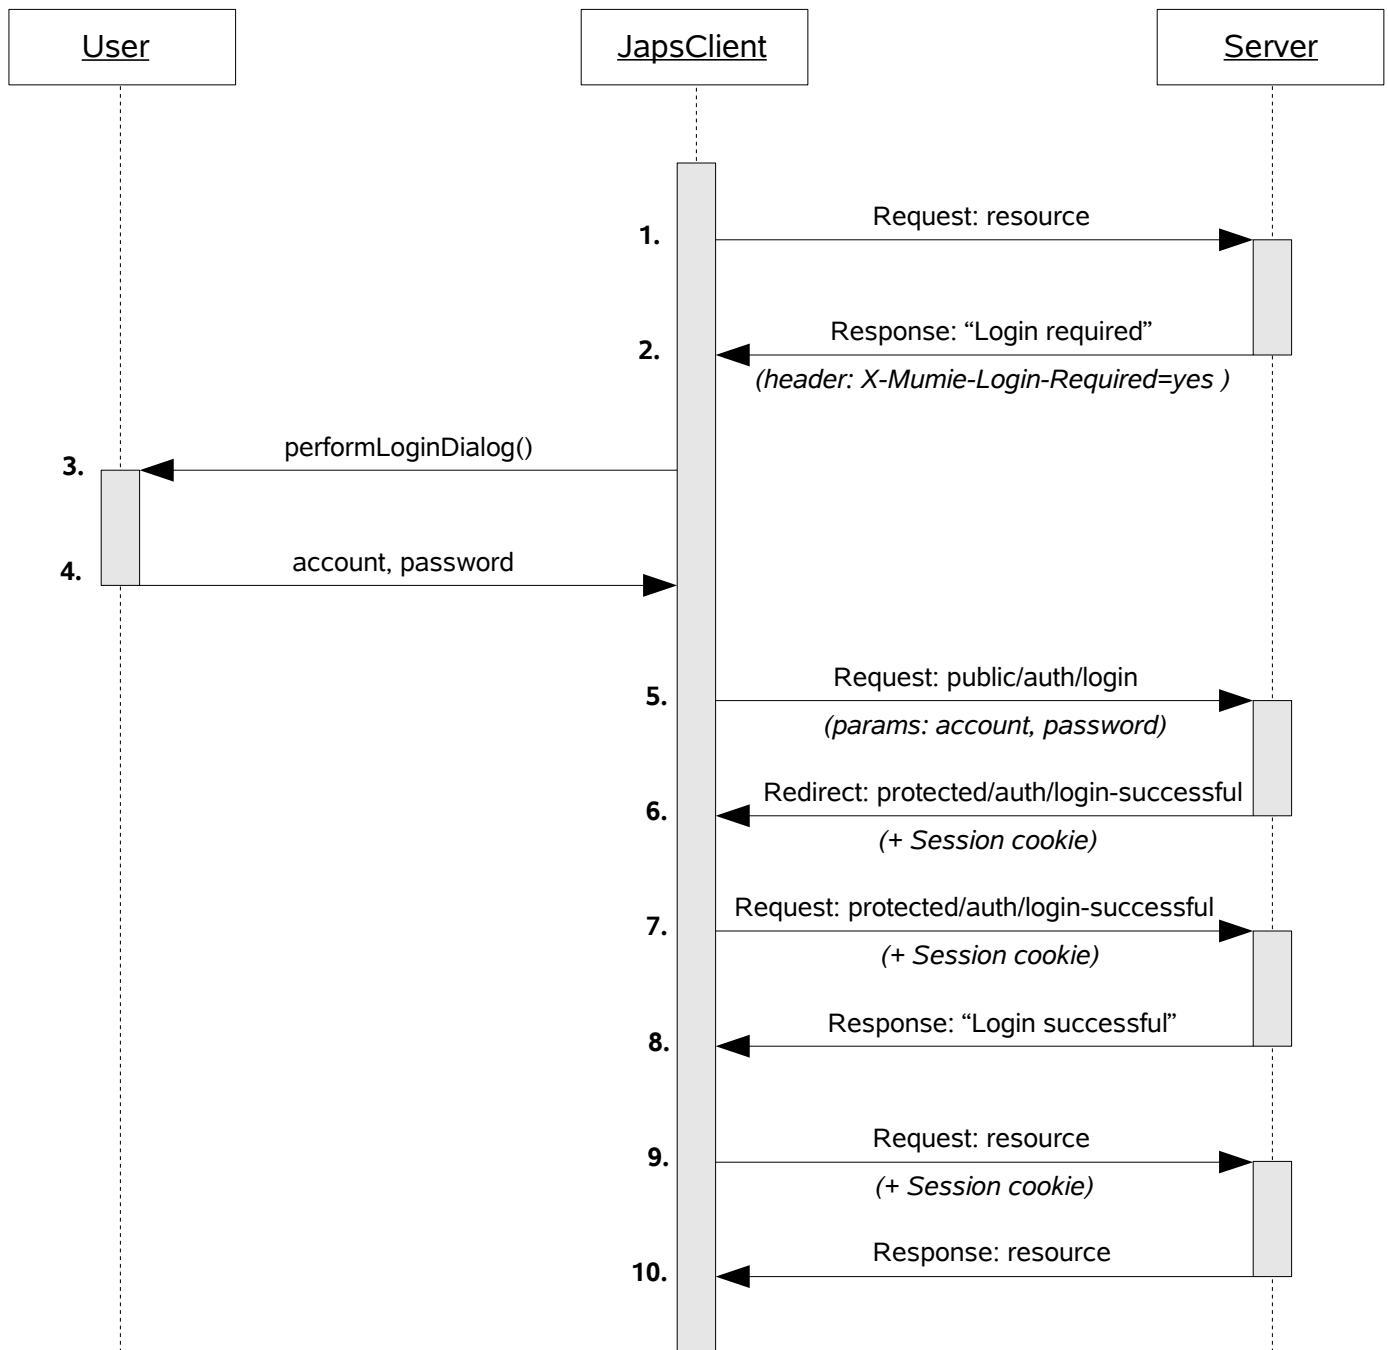 User
JapsClient
Server
Request: resource
1.
Response: “Login required”
2.
(header: X-Mumie-Login-Required=yes )
performLoginDialog()
3.
account, password
4.
Request: public/auth/login
5.
(params: account, password)
Redirect: protected/auth/login-successful
6.
(+ Session cookie)
Request: protected/auth/login-successful
7.
(+ Session cookie)
Response: “Login successful”
8.
Request: resource
9.
(+ Session cookie)
Response: resource
10.